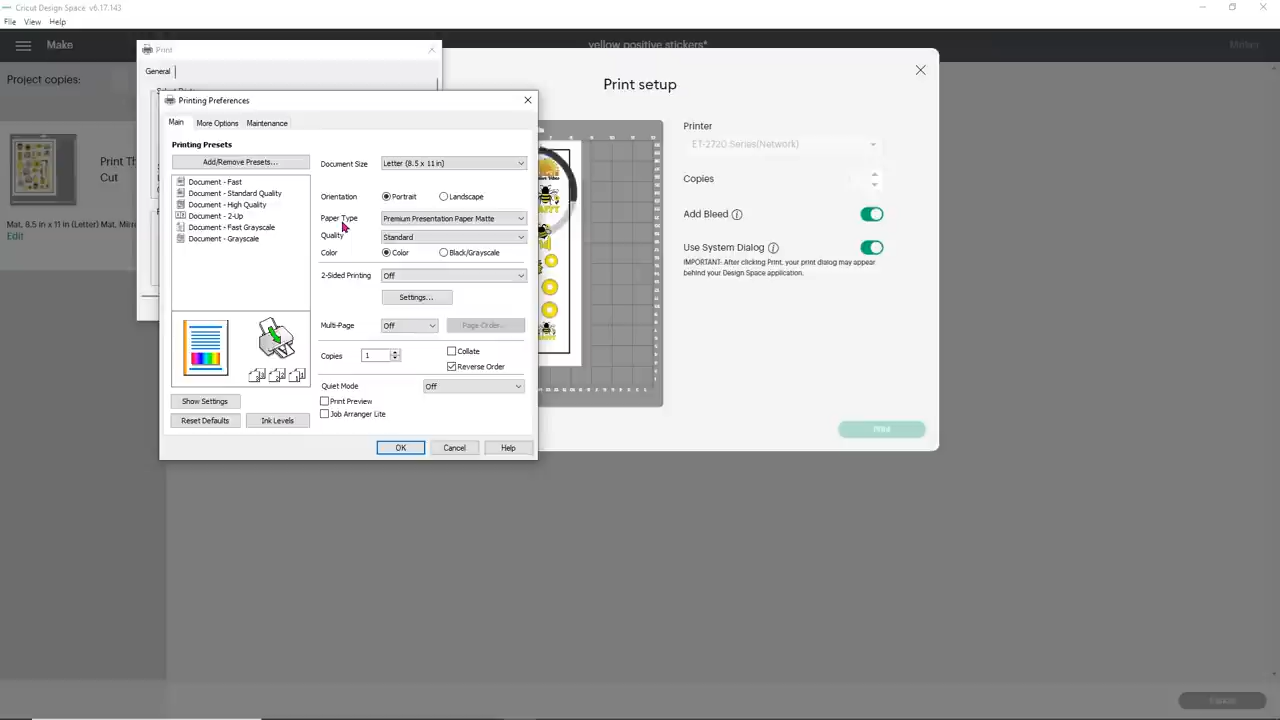 Cricut Design Space v6.17.143
File View Help
Make
yellow positive stickers*
Project copies:
Print Th
Cut
Mat, 8.5 in x 11 in (Letter) Mat, Mirro
Edit
Print
General
Printing Preferences
Main More Options Maintenance
Printing Presets
Add/Remove Presets...
Document - Fast
Document - Standard Quality
Document - High Quality
Document - 2-Up
Document - Fast Grayscale
Document - Grayscale
Show Settings
Reset Defaults Ink Levels
Document Size Letter (8.5 x 11 in)
Orientation Portrait Landscape
Paper Type Premium Presentation Paper Matte
Quality Standard
Color Color Black/Grayscale
2-Sided Printing Off
Settings...
Multi-Page Off Page Order...
Copies 1 Collate
Reverse Order
Quiet Mode Off
Print Preview
Job Arranger Lite
OK Cancel Help
Print setup
Printer
ET-2720 Series(Network)
Copies
Add Bleed
Use System Dialog
IMPORTANT: After clicking Print, your print dialog may appear
behind your Design Space application.
Print